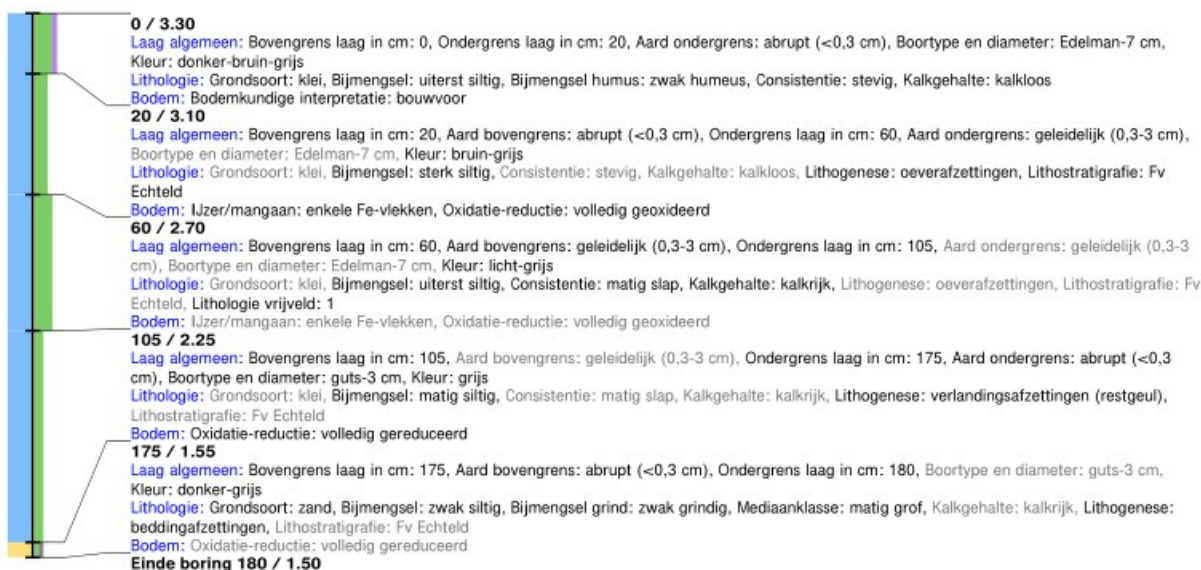 0 / 3.30
Laag algemeen: Bovengrens laag in cm: 0, Ondergrens laag in cm: 20, Aard ondergrens: abrupt (<0,3 cm), Boortype en diameter: Edelman-7 cm,
Kleur: donker-bruin-grijs
Lithologie: Grondsoort: klei, Bijmengsel: uiterst siltig, Bijmengsel humus: zwak humeus, Consistentie: stevig, Kalkgehalte: kalkloos
Bodem: Bodemkundige interpretatie: bouwvoor
20 / 3.10
Laag algemeen: Bovengrens laag in cm: 20, Aard bovengrens: abrupt (<0,3 cm), Ondergrens laag in cm: 60, Aard ondergrens: geleidelijk (0,3-3 cm),
Boortype en diameter: Edelman-7 cm, Kleur: bruin-grijs
Lithologie: Grondsoort: klei, Bijmengsel: sterk siltig, Consistentie: stevig, Kalkgehalte: kalkloos, Lithogenese: oeverafzettingen, Lithostratigrafie: Fv
Echteld
Bodem: IJzer/mangaan: enkele Fe-vlekken, Oxidatie-reductie: volledig geoxideerd
60 / 2.70
Laag algemeen: Bovengrens laag in cm: 60, Aard bovengrens: geleidelijk (0,3-3 cm), Ondergrens laag in cm: 105, Aard ondergrens: geleidelijk (0,3-3
cm), Boortype en diameter: Edelman-7 cm, Kleur: licht-grijs
Lithologie: Grondsoort: klei, Bijmengsel: uiterst siltig, Consistentie: matig slap, Kalkgehalte: kalkrijk, Lithogenese: oeverafzettingen, Lithostratigrafie: Fv
Echteld, Lithologie vrijveld: 1
Bodem: IJzer/mangaan: enkele Fe-vlekken, Oxidatie-reductie: volledig geoxideerd
105 / 2.25
Laag algemeen: Bovengrens laag in cm: 105, Aard bovengrens: geleidelijk (0,3-3 cm), Ondergrens laag in cm: 175, Aard ondergrens: abrupt (<0,3
cm), Boortype en diameter: guts-3 cm, Kleur: grijs
Lithologie: Grondsoort: klei, Bijmengsel: matig siltig, Consistentie: matig slap, Kalkgehalte: kalkrijk, Lithogenese: verlandingsafzettingen (restgeul),
Lithostratigrafie: Fv Echteld
Bodem: Oxidatie-reductie: volledig gereduceerd
175 / 1.55
Laag algemeen: Bovengrens laag in cm: 175, Aard bovengrens: abrupt (<0,3 cm), Ondergrens laag in cm: 180, Boortype en diameter: guts-3 cm,
Kleur: donker-grijs
Lithologie: Grondsoort: zand, Bijmengsel: zwak siltig, Bijmengsel grind: zwak grindig, Mediaanklasse: matig grof, Kalkgehalte: kalkrijk, Lithogenese:
beddingafzettingen, Lithostratigrafie: Fv Echteld
Bodem: Oxidatie-reductie: volledig gereduceerd
Einde boring 180 / 1.50